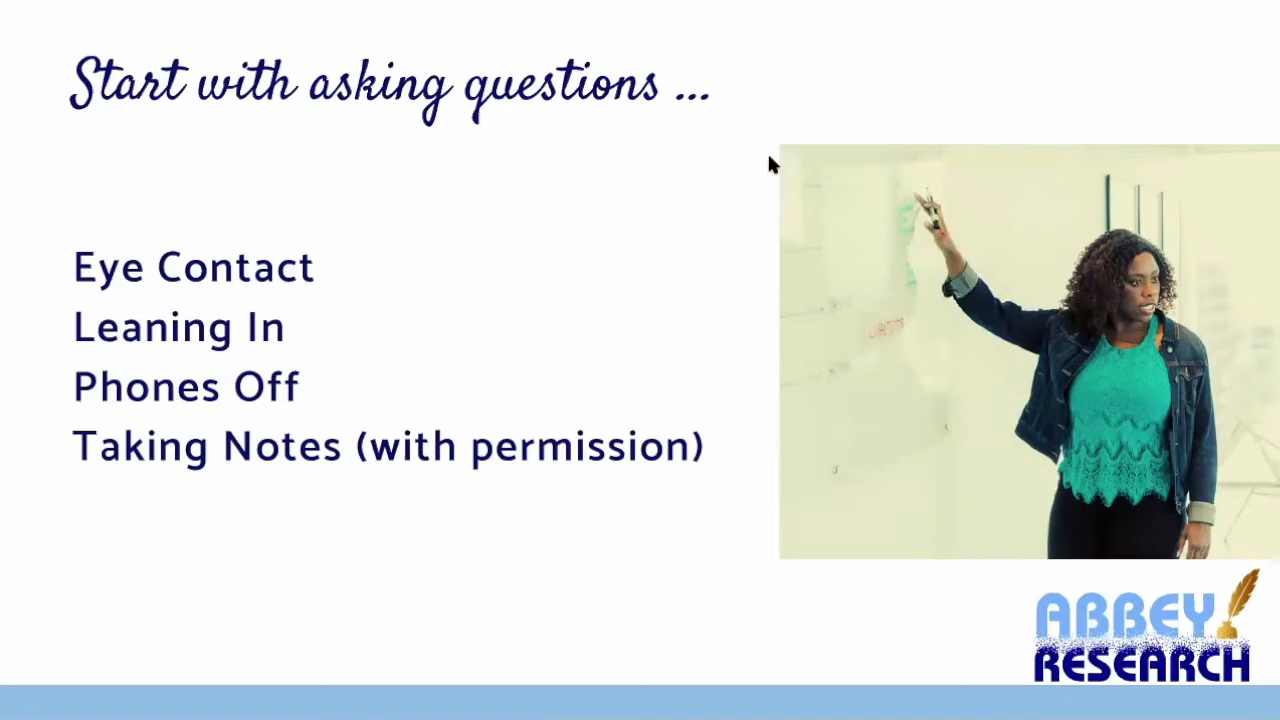 Start with asking questions ...
Eye Contact
Leaning In
Phones Off
Taking Notes (with permission)
ABBEY
RESEARCH